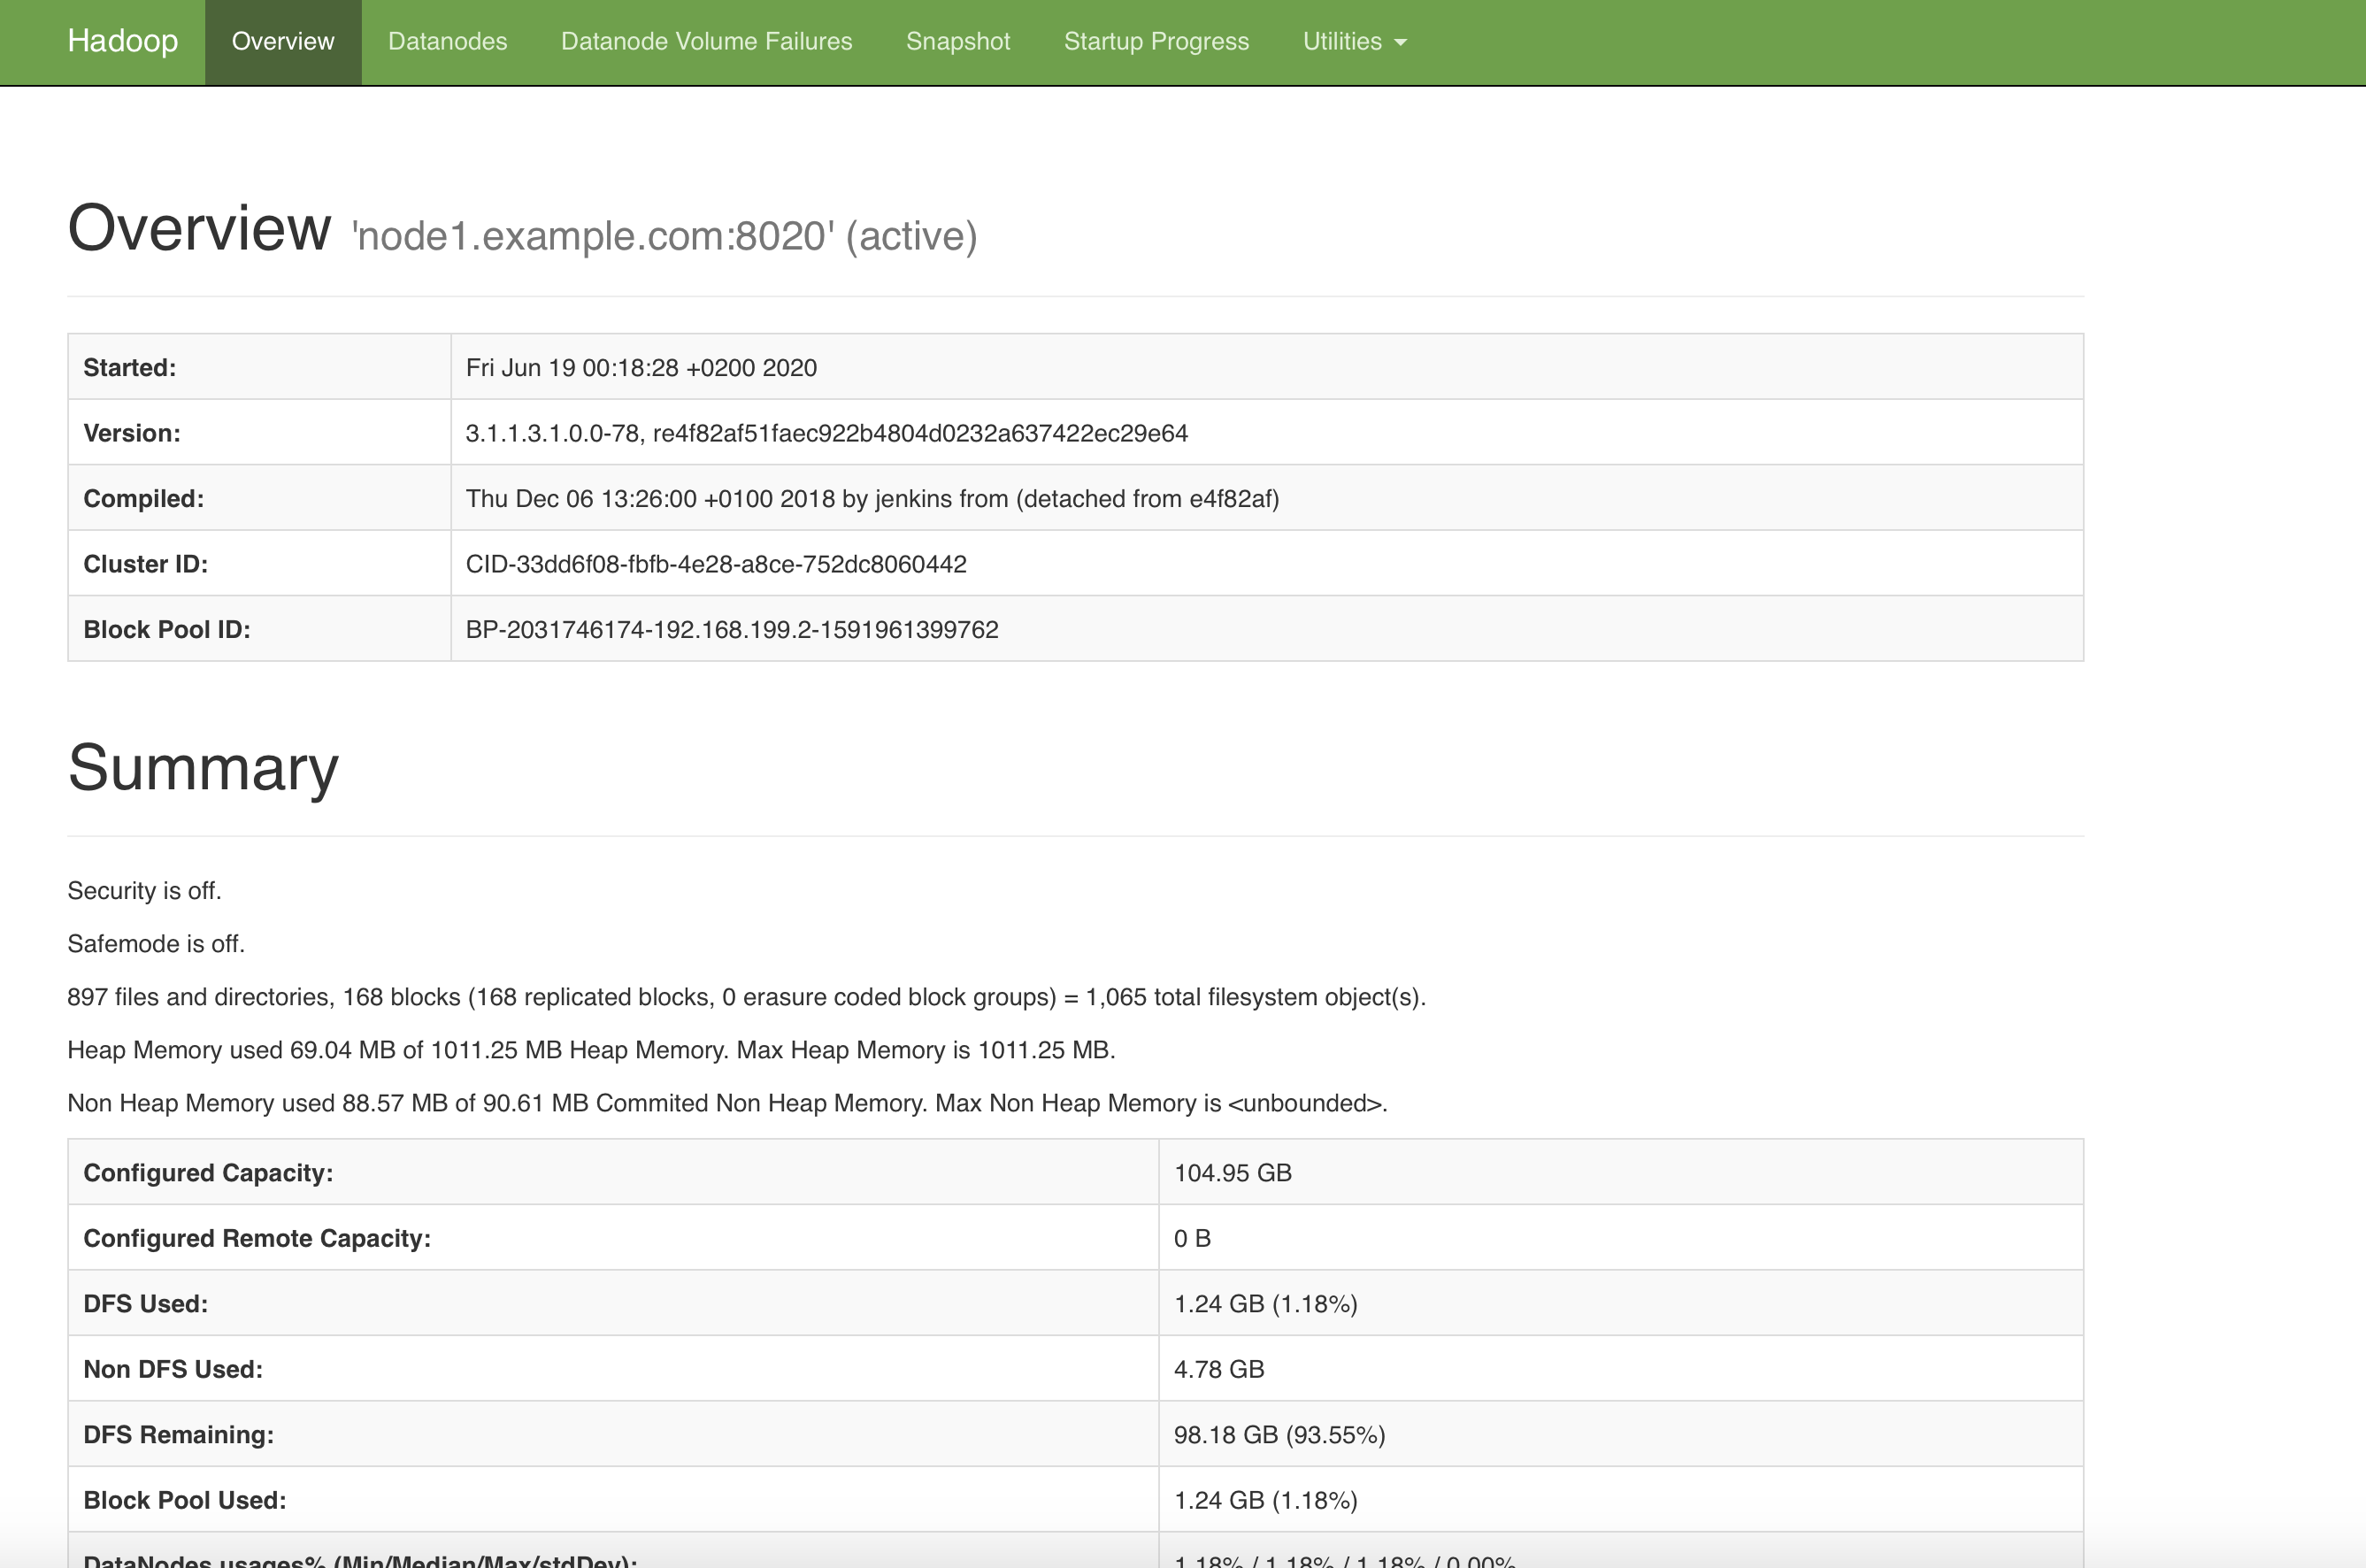 Hadoop Overview Datanodes Datanode Volume Failures Snapshot Startup Progress Utilities
Overview 'node1.example.com:8020' (active)
Started: Fri Jun 19 00:18:28 +0200 2020
Version: 3.1.1.3.1.0.0-78, re4f82af51faec922b4804d0232a637422ec29e64
Compiled: Thu Dec 06 13:26:00 +0100 2018 by jenkins from (detached from e4f82af)
Cluster ID: CID-33dd6f08-fbfb-4e28-a8ce-752dc8060442
Block Pool ID: BP-2031746174-192.168.199.2-1591961399762
Summary
Security is off.
Safemode is off.
897 files and directories, 168 blocks (168 replicated blocks, 0 erasure coded block groups) = 1,065 total filesystem object(s).
Heap Memory used 69.04 MB of 1011.25 MB Heap Memory. Max Heap Memory is 1011.25 MB.
Non Heap Memory used 88.57 MB of 90.61 MB Commited Non Heap Memory. Max Non Heap Memory is <unbounded>.
Configured Capacity: 104.95 GB
Configured Remote Capacity: 0 B
DFS Used: 1.24 GB (1.18%)
Non DFS Used: 4.78 GB
DFS Remaining: 98.18 GB (93.55%)
Block Pool Used: 1.24 GB (1.18%)
DataNodes usages% (Min/Median/Max/stdDev): 1.18% / 1.18% / 1.18% / 0.00%